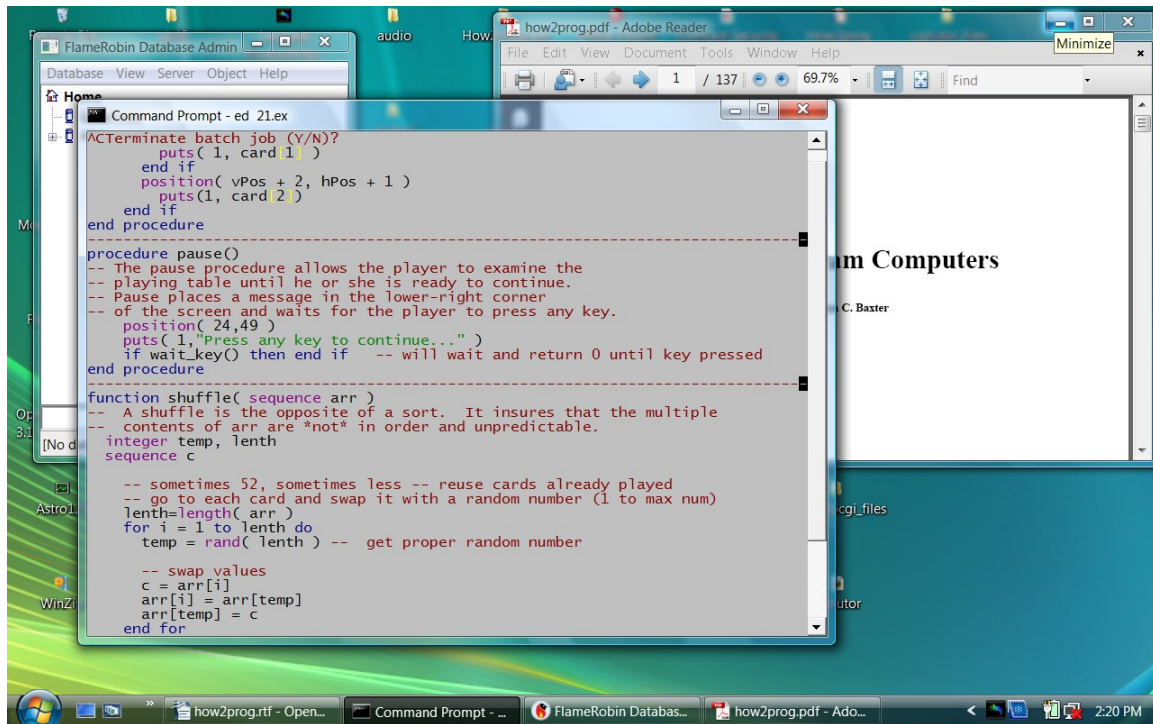 audio
How.
FlameRobin Database Admin
Database View Server Object Help
Home
[No d
how2prog.pdf - Adobe Reader
Minimize
File Edit View Document Tools Window Help
1 / 137 69.7% Find
am Computers
C. Baxter
Command Prompt - ed 21.ex
^CTerminate batch job (Y/N)?
puts( 1, card[1] )
end if
position( vPos + 2, hPos + 1 )
puts(1, card[2])
end if
end procedure
--------------------------------------------------------------------------------
procedure pause()
-- The pause procedure allows the player to examine the
-- playing table until he or she is ready to continue.
-- Pause places a message in the lower-right corner
-- of the screen and waits for the player to press any key.
position( 24,49 )
puts( 1,"Press any key to continue..." )
if wait_key() then end if -- will wait and return 0 until key pressed
end procedure
--------------------------------------------------------------------------------
function shuffle( sequence arr )
-- A shuffle is the opposite of a sort. It insures that the multiple
-- contents of arr are *not* in order and unpredictable.
integer temp, lenth
sequence c
-- sometimes 52, sometimes less -- reuse cards already played
-- go to each card and swap it with a random number (1 to max num)
lenth=length( arr )
for i = 1 to lenth do
temp = rand( lenth ) -- get proper random number
-- swap values
c = arr[i]
arr[i] = arr[temp]
arr[temp] = c
end for
Mo
Op
3.1
Astro1
WinZi
cgi_files
utor
how2prog.rtf - Open...
Command Prompt - ...
FlameRobin Databas...
how2prog.pdf - Ado...
2:20 PM